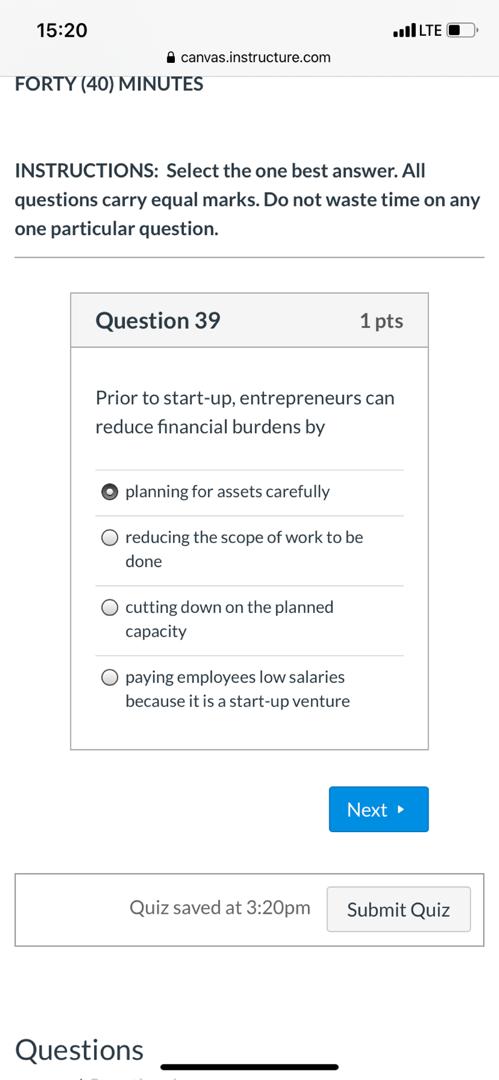 15:20
LTE
canvas.instructure.com
FORTY (40) MINUTES
INSTRUCTIONS: Select the one best answer. All
questions carry equal marks. Do not waste time on any
one particular question.
Question 39
1 pts
Prior to start-up, entrepreneurs can
reduce financial burdens by
planning for assets carefully
reducing the scope of work to be
done
cutting down on the planned
capacity
paying employees low salaries
because it is a start-up venture
Next
Quiz saved at 3:20pm
Submit Quiz
Questions